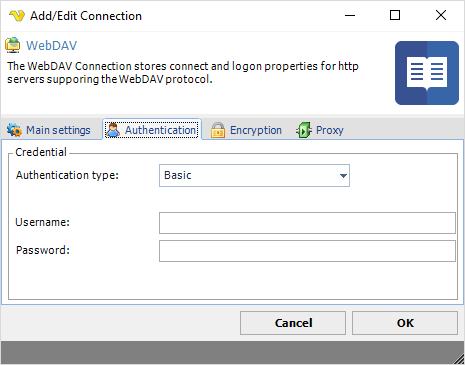 Add/Edit Connection
WebDAV
The WebDAV Connection stores connect and logon properties for http
servers supporing the WebDAV protocol.
Main settings Authentication Encryption Proxy
Credential
Authentication type: Basic
Username:
Password:
Cancel OK